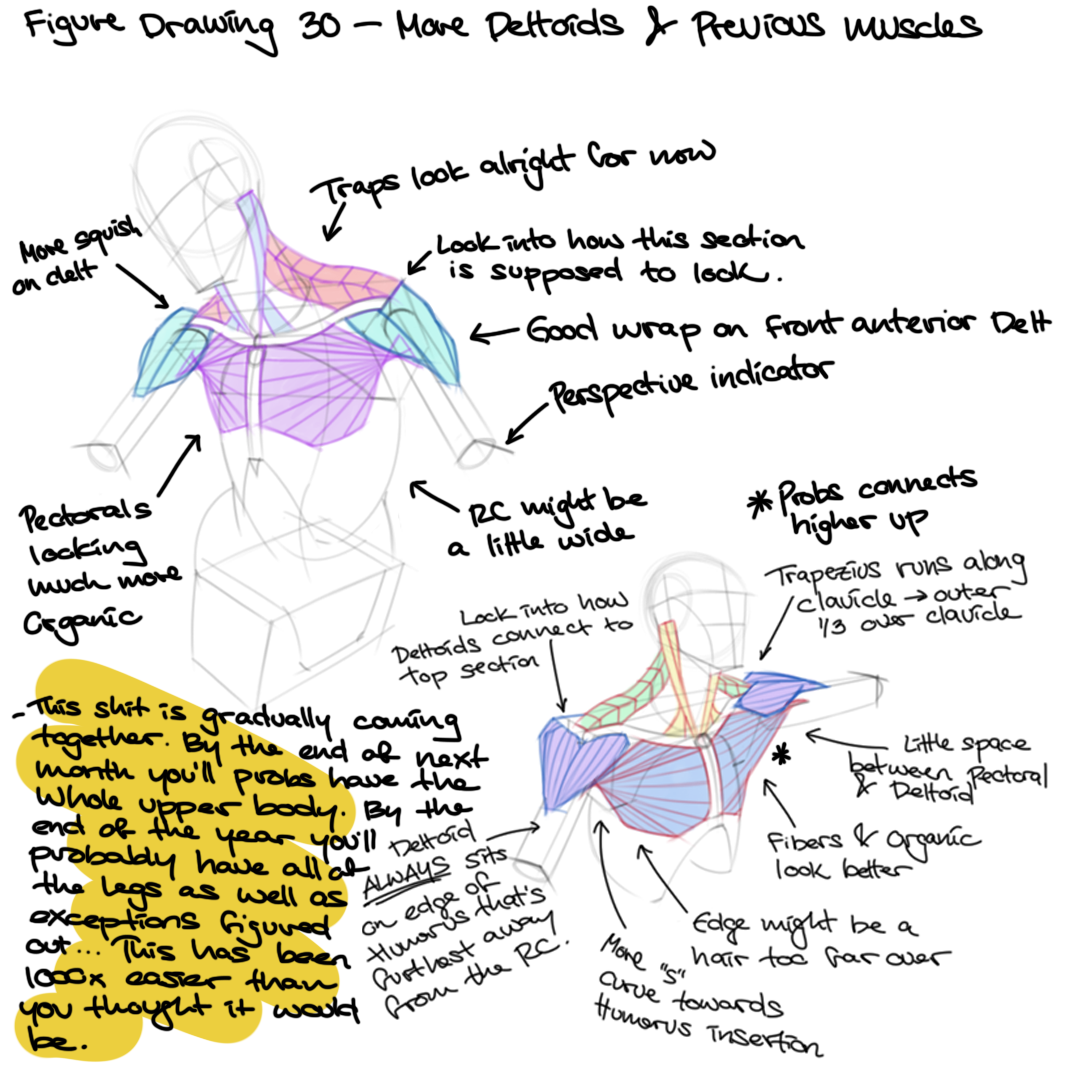 Figure Drawing 30 – More Deltoids & Previous muscles
Traps look alright for now
More squish
on delt
Look into how this section
is supposed to look.
Good wrap on front anterior Delt
Perspective indicator
Pectorals
looking
much more
Organic
RC might be
a little wide
* Probs connects
higher up
Trapezius runs along
clavicle → outer
1/3 over clavicle
Look into how
Deltoids connect to
top section
*
Little space
between Pectoral
& Deltoid
Fibers & Organic
look better
Edge might be a
hair too far over
More "S"
curve towards
Humorus insertion
Deltoid
ALWAYS sits
on edge of
Humorus that's
furthest away
from the RC.
- This shit is gradually coming
together. By the end of next
month you'll probs have the
whole upper body. By the
end of the year you'll
probably have all of
the legs as well as
exceptions figured
out... This has been
1000x easier than
you thought it would
be.